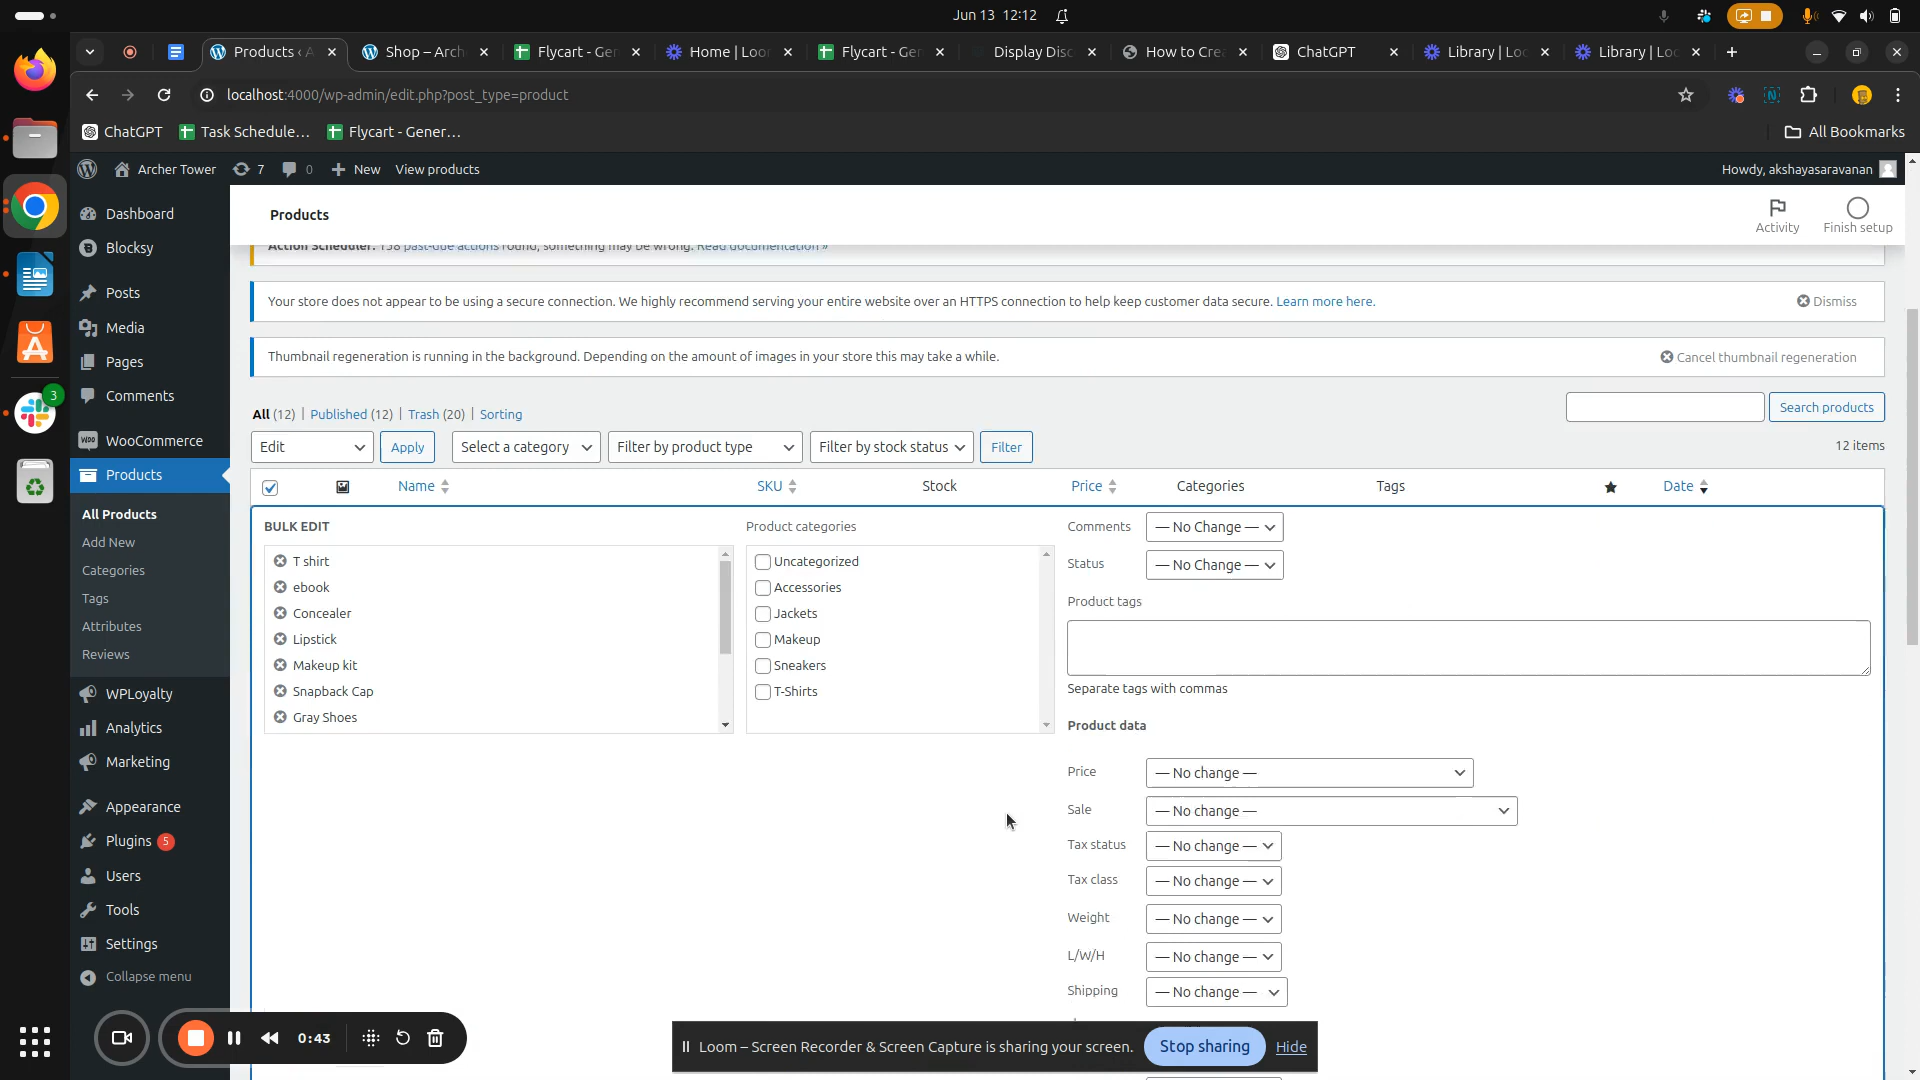 Jun 13 12:12
Products ‹ A
Shop – Arch
Flycart - Gen
Home | Loo
Flycart - Ge
Display Disc
How to Cre
ChatGPT
Library | Lo
Library | Lo
localhost:4000/wp-admin/edit.php?post_type=product
ChatGPT
Task Schedule…
Flycart - Gener…
All Bookmarks
Archer Tower
7
0
New
View products
Howdy, akshayasaravanan
Dashboard
Blocksy
Posts
Media
Pages
Comments
WooCommerce
Products
All Products
Add New
Categories
Tags
Attributes
Reviews
WPLoyalty
Analytics
Marketing
Appearance
Plugins 5
Users
Tools
Settings
Collapse menu
3
Products
Activity
Finish setup
Action Scheduler: 158 past-due actions found; something may be wrong. Read documentation »
Your store does not appear to be using a secure connection. We highly recommend serving your entire website over an HTTPS connection to help keep customer data secure. Learn more here.
Dismiss
Thumbnail regeneration is running in the background. Depending on the amount of images in your store this may take a while.
Cancel thumbnail regeneration
All (12) | Published (12) | Trash (20) | Sorting
Search products
Edit
Apply
Select a category
Filter by product type
Filter by stock status
Filter
12 items
Name
SKU
Stock
Price
Categories
Tags
Date
BULK EDIT
T shirt
ebook
Concealer
Lipstick
Makeup kit
Snapback Cap
Gray Shoes
Product categories
Uncategorized
Accessories
Jackets
Makeup
Sneakers
T-Shirts
Comments — No Change —
Status — No Change —
Product tags
Separate tags with commas
Product data
Price — No change —
Sale — No change —
Tax status — No change —
Tax class — No change —
Weight — No change —
L/W/H — No change —
Shipping — No change —
0:43
Loom – Screen Recorder & Screen Capture is sharing your screen.
Stop sharing
Hide